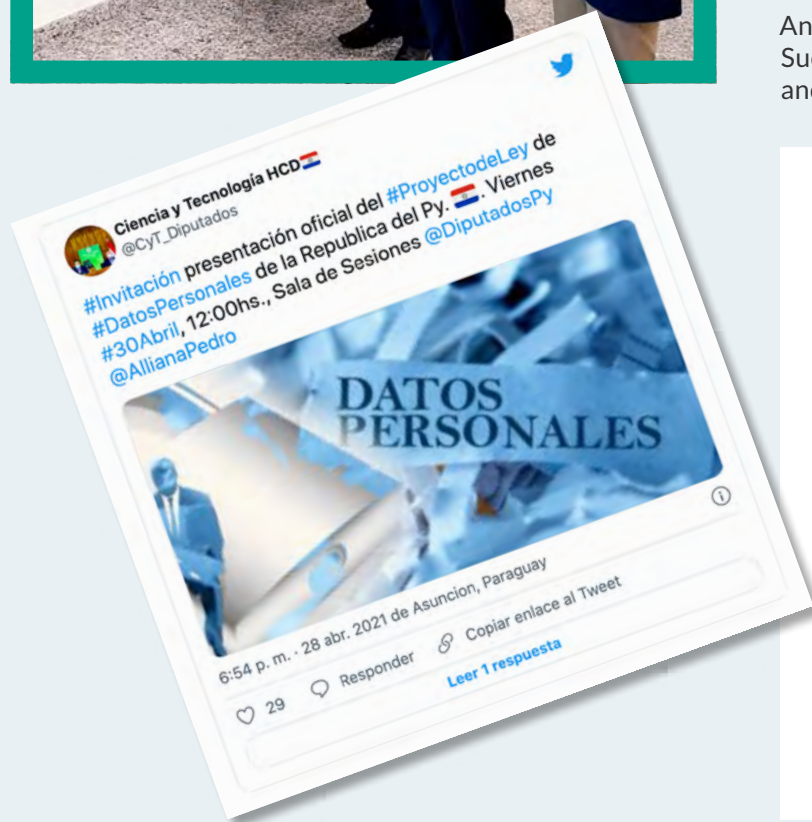 An
Su
and
Ciencia y Tecnología HCD🇵🇾
@CyT_Diputados
#Invitación presentación oficial del #ProyectodeLey de
#DatosPersonales de la Republica del Py. 🇵🇾. Viernes
#30Abril, 12:00hs., Sala de Sesiones @DiputadosPy
@AllianaPedro
DATOS
PERSONALES
6:54 p. m. · 28 abr. 2021 de Asuncion, Paraguay
29 Responder Copiar enlace al Tweet
Leer 1 respuesta